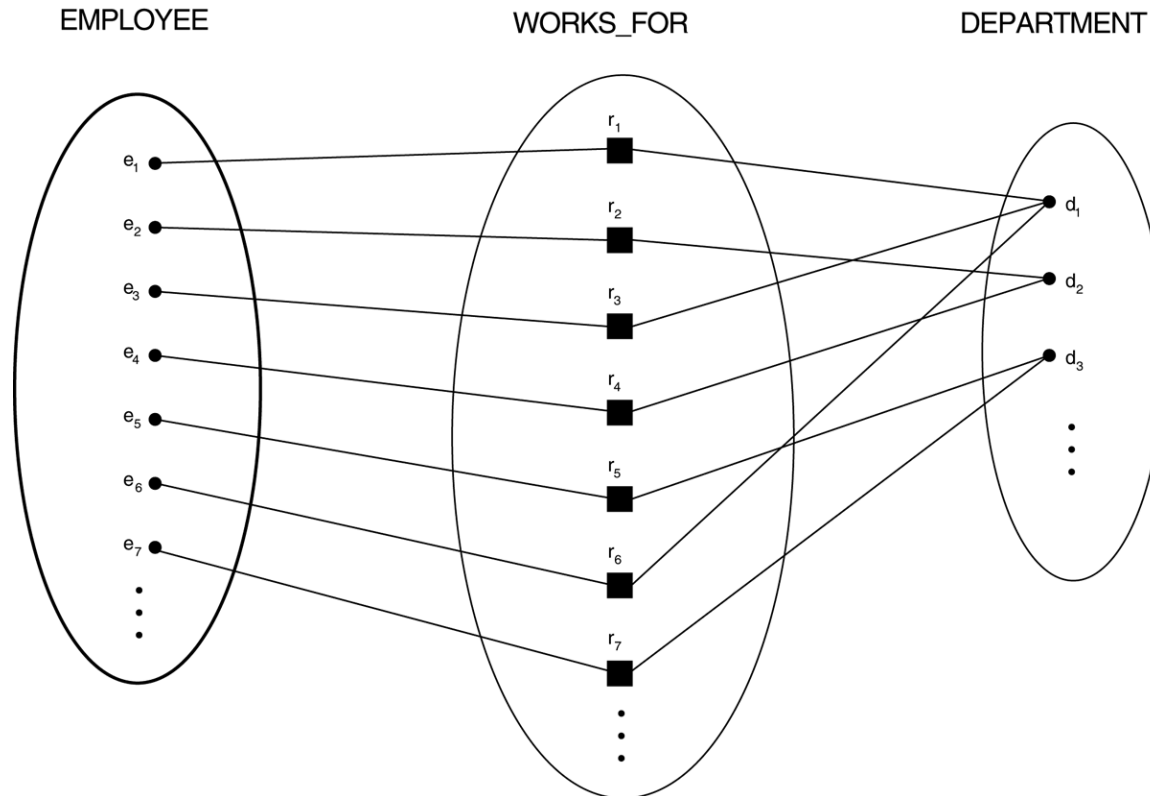 EMPLOYEE
WORKS_FOR
DEPARTMENT
e₁
e₂
e₃
e₄
e₅
e₆
e₇
r₁
r₂
r₃
r₄
r₅
r₆
r₇
d₁
d₂
d₃